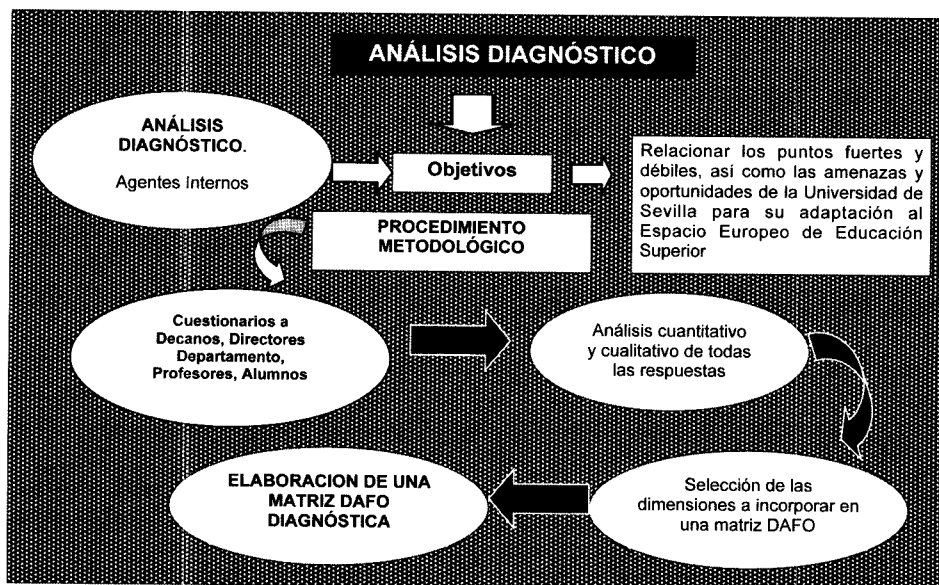 ANÁLISIS DIAGNÓSTICO
ANÁLISIS
DIAGNÓSTICO.
Agentes Internos
Objetivos
Relacionar los puntos fuertes y
débiles, así como las amenazas y
oportunidades de la Universidad de
Sevilla para su adaptación al
Espacio Europeo de Educación
Superior
PROCEDIMIENTO
METODOLÓGICO
Cuestionarios a
Decanos, Directores
Departamento,
Profesores, Alumnos
Análisis cuantitativo
y cualitativo de todas
las respuestas
Selección de las
dimensiones a incorporar en
una matriz DAFO
ELABORACION DE UNA
MATRIZ DAFO
DIAGNÓSTICA